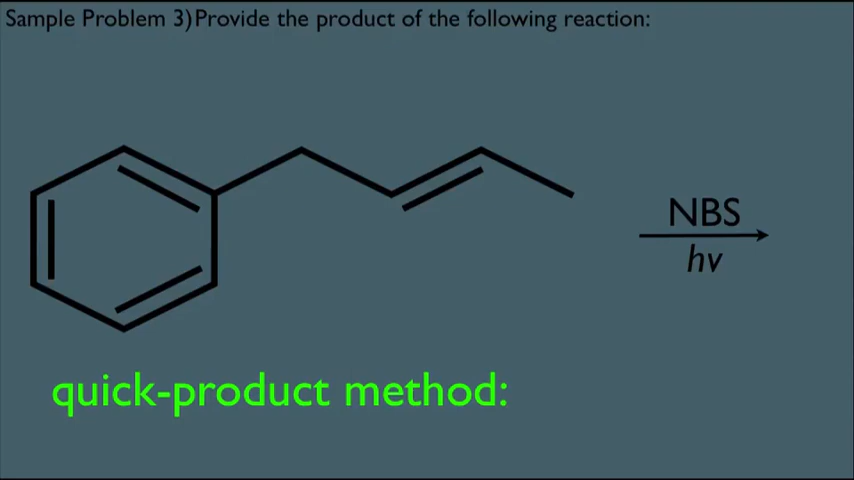 Sample Problem 3)Provide the product of the following reaction:
NBS
hv
quick-product method: